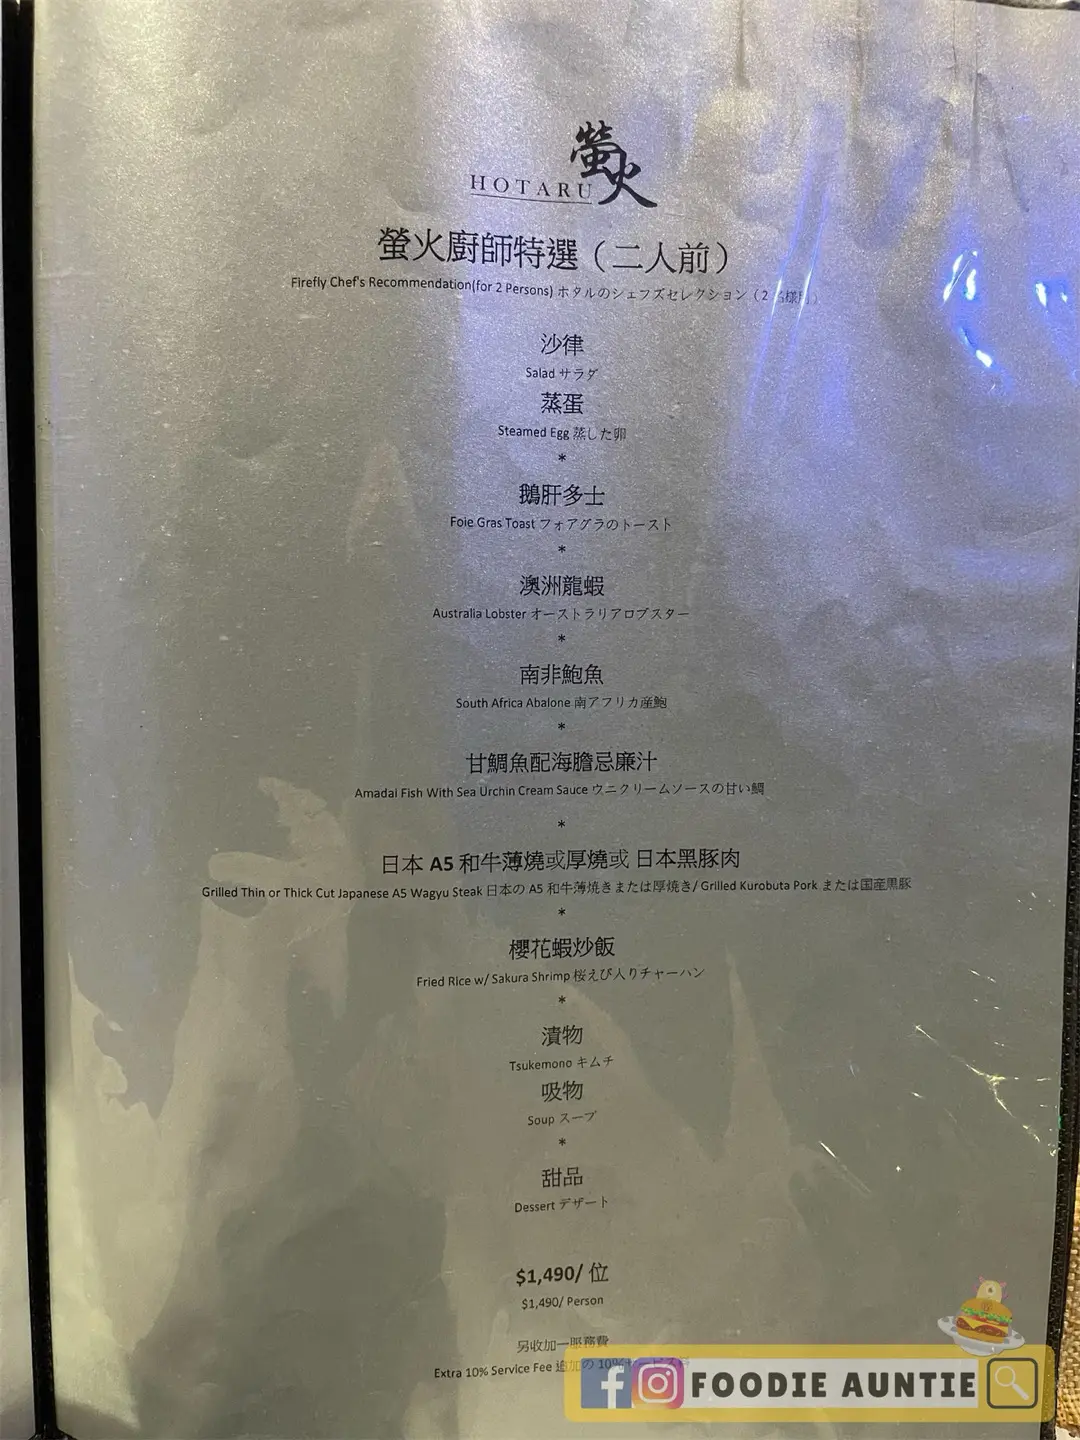 螢火
HOTARU
螢火廚師特選（二人前）
Firefly Chef's Recommendation(for 2 Persons) ホタルのシェフズセレクション（2名様用）
沙律
Salad サラダ
蒸蛋
Steamed Egg 蒸した卵
*
鵝肝多士
Foie Gras Toast フォアグラのトースト
*
澳洲龍蝦
Australia Lobster オーストラリアロブスター
*
南非鮑魚
South Africa Abalone 南アフリカ産鮑
*
甘鯛魚配海膽忌廉汁
Amadai Fish With Sea Urchin Cream Sauce ウニクリームソースの甘い鯛
*
日本 A5 和牛薄燒或厚燒或 日本黑豚肉
Grilled Thin or Thick Cut Japanese A5 Wagyu Steak 日本の A5 和牛薄焼きまたは厚焼き/ Grilled Kurobuta Pork または国産黒豚
*
櫻花蝦炒飯
Fried Rice w/ Sakura Shrimp 桜えび入りチャーハン
*
漬物
Tsukemono キムチ
吸物
Soup スープ
*
甜品
Dessert デザート
$1,490/ 位
$1,490/ Person
另收加一服務費
Extra 10% Service Fee 追加の 10%サービス料
FOODIE AUNTIE